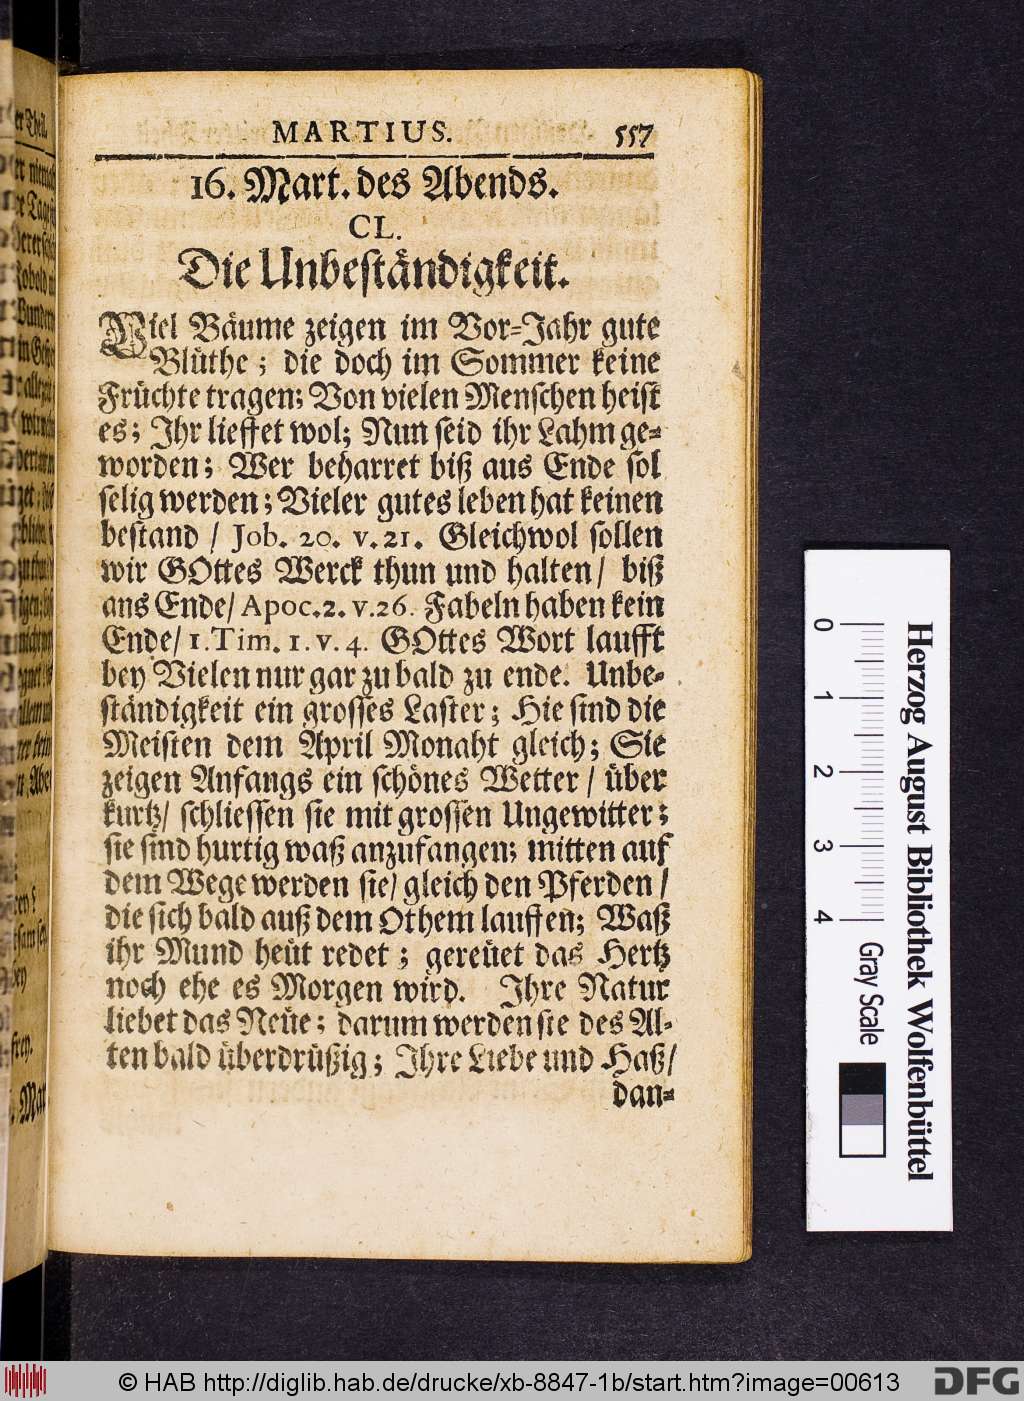 MARTIUS. 557
16. Mart. des Abends.
CL.
Die Unbeständigkeit.
Viel Bäume zeigen im Vor-Jahr gute
Blüthe; die doch im Sommer keine
Früchte tragen; Von vielen Menschen heist
es; Ihr lieffet wol; Nun seid ihr Lahm ge-
worden; Wer beharret biß aus Ende sol
selig werden; Vieler gutes leben hat keinen
bestand / Job. 20. v. 21. Gleichwol sollen
wir GOttes Werck thun und halten / biß
ans Ende / Apoc. 2. v. 26. Fabeln haben kein
Ende / 1. Tim. 1. v. 4. GOttes Wort laufft
bey Vielen nur gar zu bald zu ende. Unbe-
ständigkeit ein grosses Laster; Hie sind die
Meisten dem April Monaht gleich; Sie
zeigen Anfangs ein schönes Wetter / über
kurtz / schliessen sie mit grossen Ungewitter;
sie sind hurtig waß anzufangen; mitten auf
dem Wege werden sie / gleich den Pferden /
die sich bald auß dem Othem lauffen; Waß
ihr Mund heüt redet; gereüet das Hertz
noch ehe es Morgen wird. Ihre Natur
liebet das Neüe; darum werden sie des Al-
ten bald überdrüßig; Ihre Liebe und Haß /
dan-
0 1 2 3 4 Gray Scale
Herzog August Bibliothek Wolfenbüttel
© HAB http://diglib.hab.de/drucke/xb-8847-1b/start.htm?image=00613
DFG